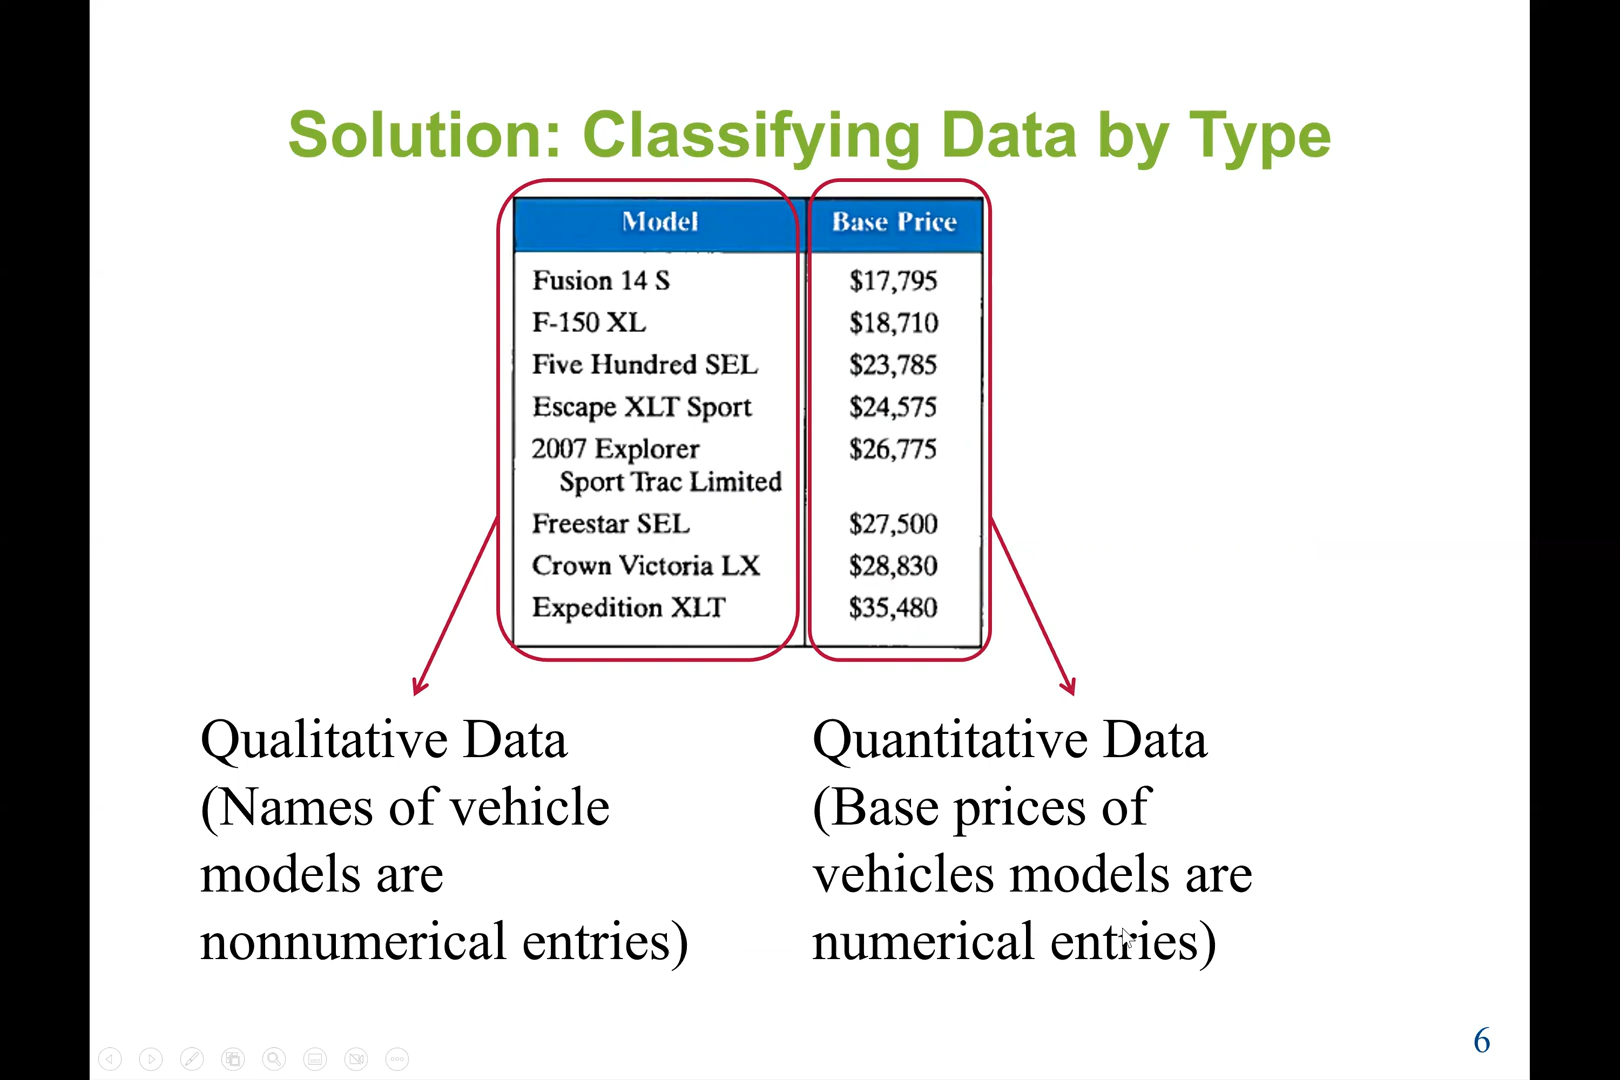 Solution: Classifying Data by Type
Model Base Price
Fusion 14 S $17,795
F-150 XL $18,710
Five Hundred SEL $23,785
Escape XLT Sport $24,575
2007 Explorer $26,775
Sport Trac Limited
Freestar SEL $27,500
Crown Victoria LX $28,830
Expedition XLT $35,480
Qualitative Data
(Names of vehicle
models are
nonnumerical entries)
Quantitative Data
(Base prices of
vehicles models are
numerical entries)
6